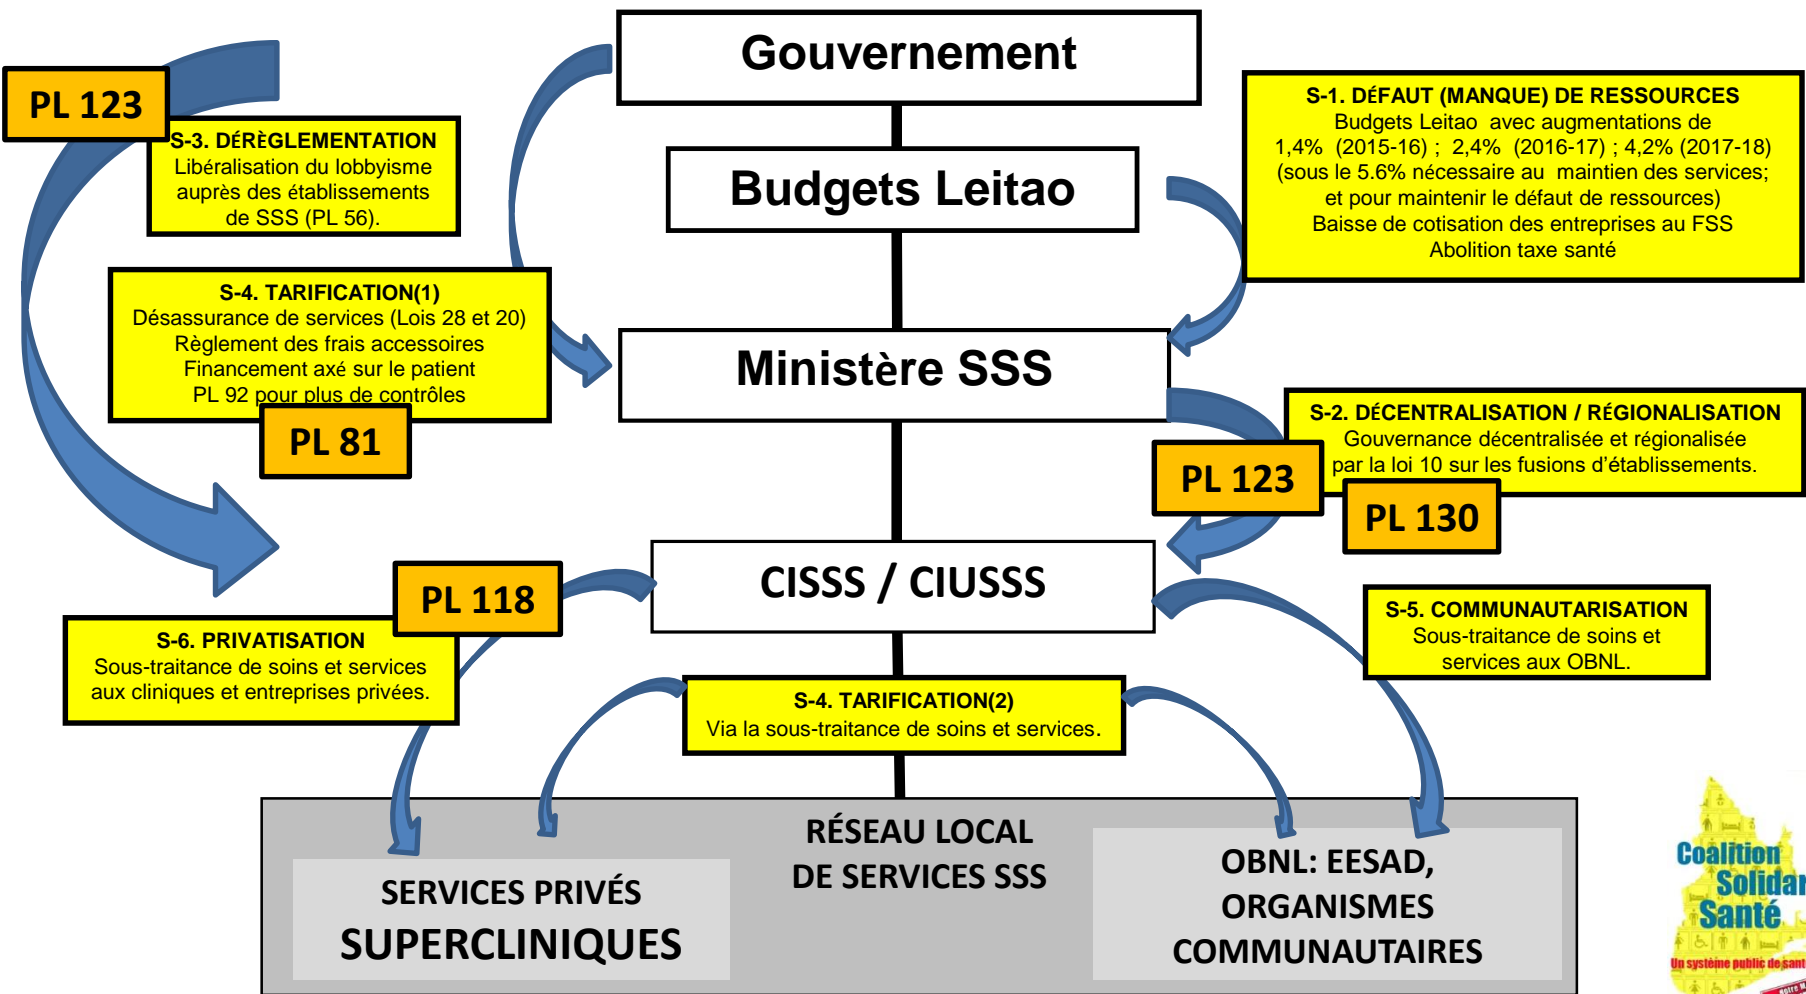 Gouvernement
PL 123
S-3. DÉRÈGLEMENTATION
Libéralisation du lobbyisme
auprès des établissements
de SSS (PL 56).
Budgets Leitao
S-1. DÉFAUT (MANQUE) DE RESSOURCES
Budgets Leitao avec augmentations de
1,4% (2015-16) ; 2,4% (2016-17) ; 4,2% (2017-18)
(sous le 5.6% nécessaire au maintien des services;
et pour maintenir le défaut de ressources)
Baisse de cotisation des entreprises au FSS
Abolition taxe santé
S-4. TARIFICATION(1)
Désassurance de services (Lois 28 et 20)
Règlement des frais accessoires
Financement axé sur le patient
PL 92 pour plus de contrôles
PL 81
Ministère SSS
S-2. DÉCENTRALISATION / RÉGIONALISATION
Gouvernance décentralisée et régionalisée
par la loi 10 sur les fusions d’établissements.
PL 123
PL 130
CISSS / CIUSSS
PL 118
S-6. PRIVATISATION
Sous-traitance de soins et services
aux cliniques et entreprises privées.
S-5. COMMUNAUTARISATION
Sous-traitance de soins et
services aux OBNL.
S-4. TARIFICATION(2)
Via la sous-traitance de soins et services.
RÉSEAU LOCAL
DE SERVICES SSS
SERVICES PRIVÉS
SUPERCLINIQUES
OBNL: EESAD,
ORGANISMES
COMMUNAUTAIRES
Coalition
Solidar
Santé
Un système public de sant